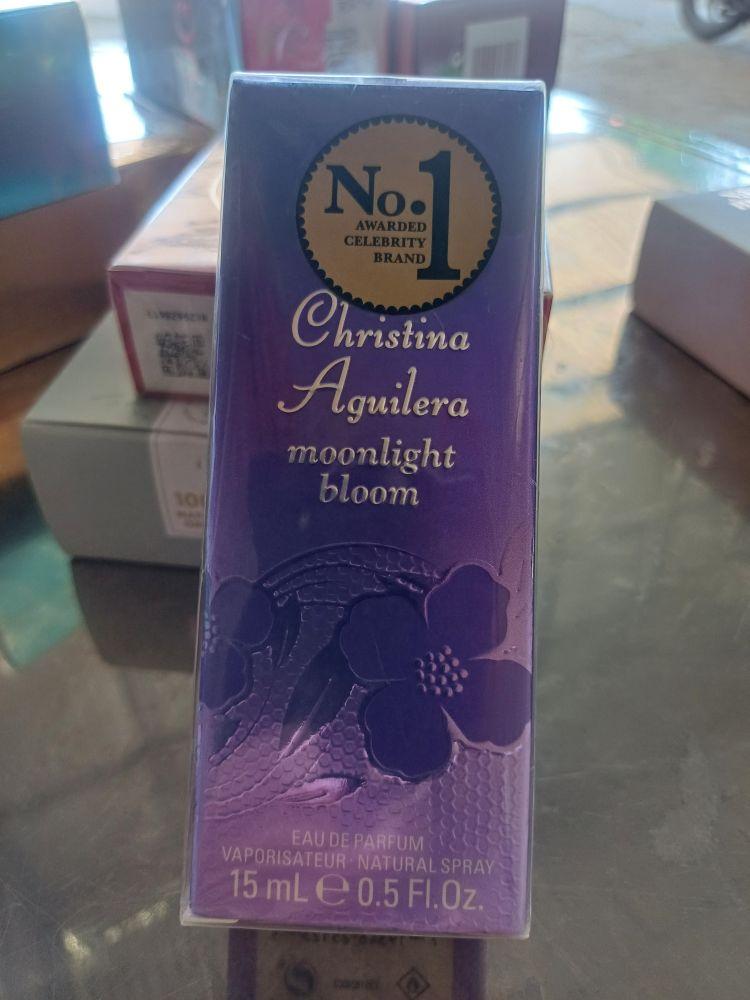 No.1
AWARDED
CELEBRITY
BRAND
Christina
Aguilera
moonlight
bloom
EAU DE PARFUM
VAPORISATEUR · NATURAL SPRAY
15 mL ℮ 0.5 Fl.Oz.
100